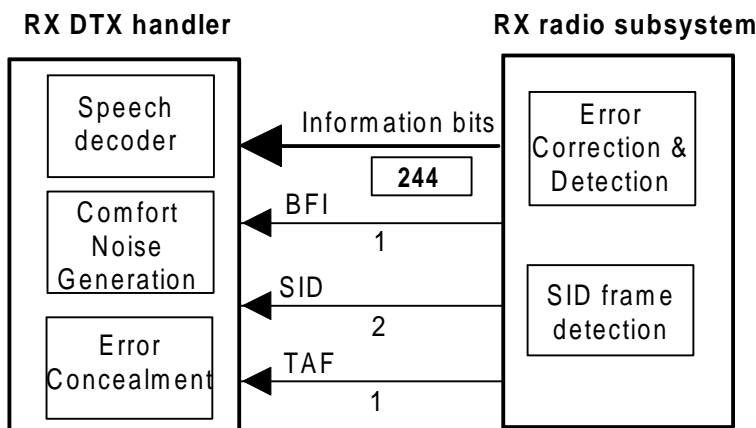 RX DTX handler
RX radio subsystem
Speech
decoder
Comfort
Noise
Generation
Error
Concealment
Information bits
244
BFI
1
SID
2
TAF
1
Error
Correction &
Detection
SID frame
detection